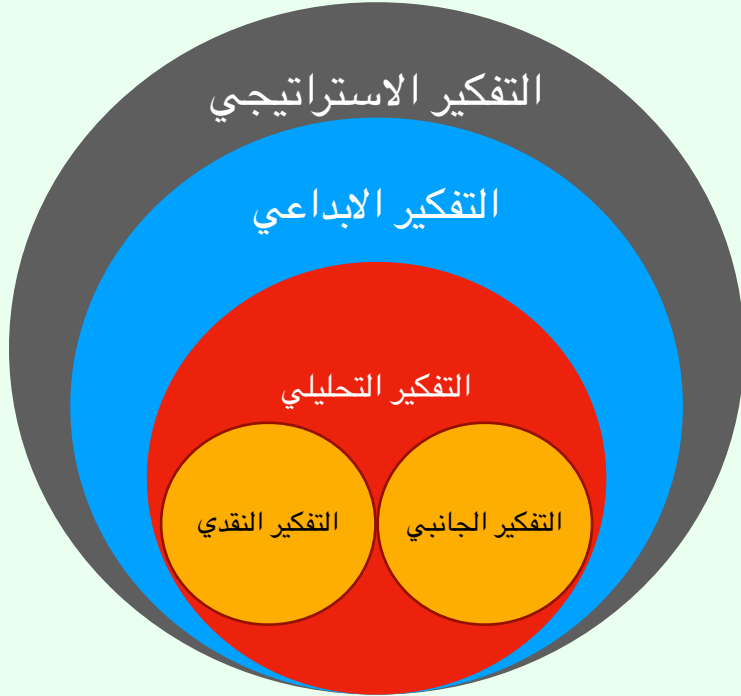 التفكير الاستراتيجي
التفكير الابداعي
التفكير التحليلي
التفكير الجانبي
التفكير النقدي